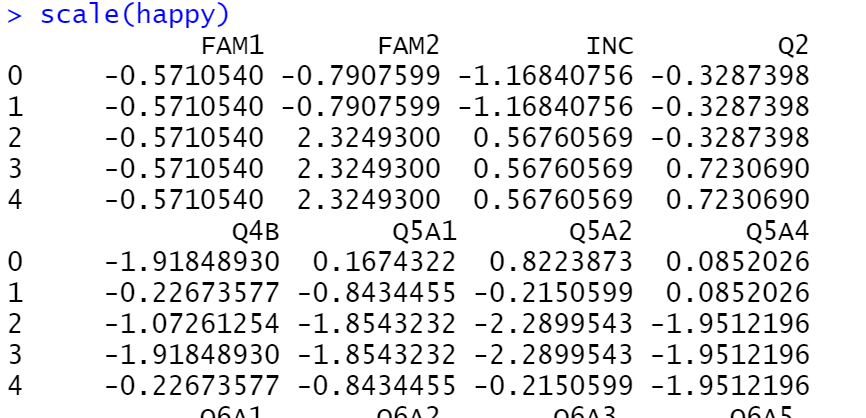 > scale(happy)
FAM1 FAM2 INC Q2
0 -0.5710540 -0.7907599 -1.16840756 -0.3287398
1 -0.5710540 -0.7907599 -1.16840756 -0.3287398
2 -0.5710540 2.3249300 0.56760569 -0.3287398
3 -0.5710540 2.3249300 0.56760569 0.7230690
4 -0.5710540 2.3249300 0.56760569 0.7230690
Q4B Q5A1 Q5A2 Q5A4
0 -1.91848930 0.1674322 0.8223873 0.0852026
1 -0.22673577 -0.8434455 -0.2150599 0.0852026
2 -1.07261254 -1.8543232 -2.2899543 -1.9512196
3 -1.91848930 -1.8543232 -2.2899543 -1.9512196
4 -0.22673577 -0.8434455 -0.2150599 -1.9512196
Q6A1 Q6A2 Q6A3 Q6A5